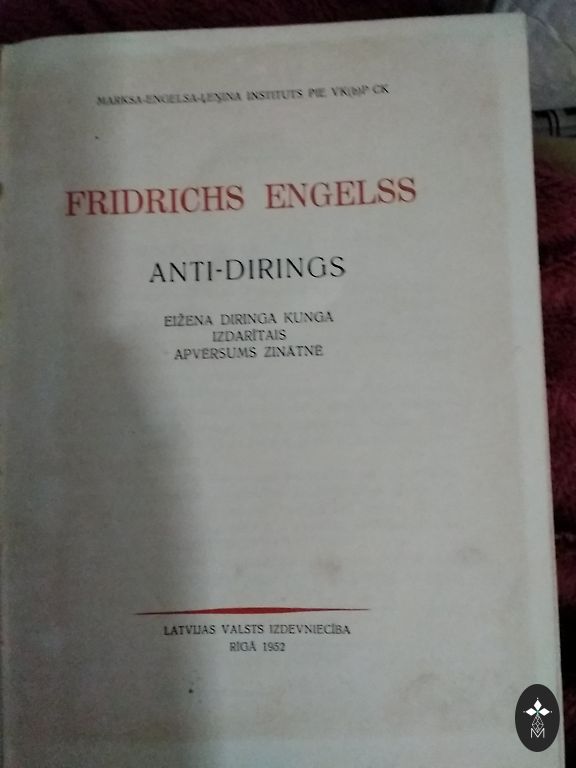 MARKSA-ENGELSA-ĻEŅINA INSTITUTS PIE VK(b)P CK
FRIDRICHS ENGELSS
ANTI-DIRINGS
EIŽENA DIRINGA KUNGA
IZDARĪTAIS
APVĒRSUMS ZINĀTNĒ
LATVIJAS VALSTS IZDEVNIECĪBA
RĪGĀ 1952